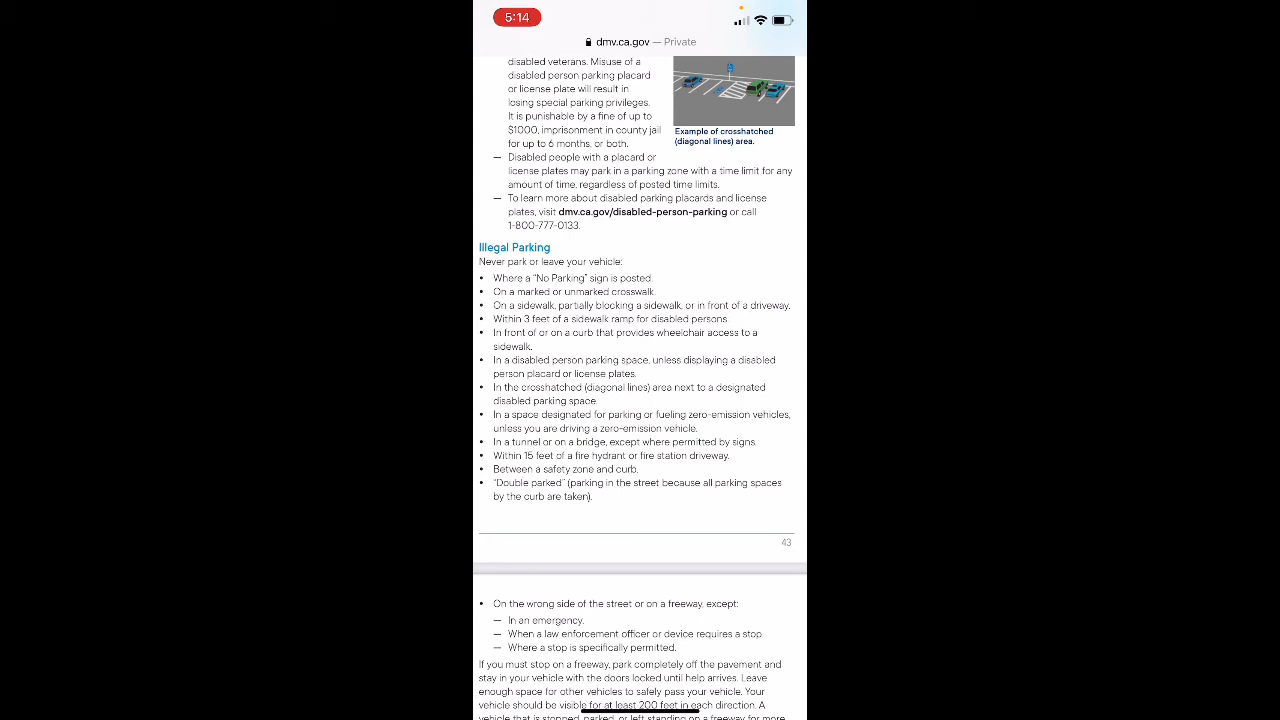 5:14
dmv.ca.gov — Private
disabled veterans. Misuse of a
disabled person parking placard
or license plate will result in
losing special parking privileges.
It is punishable by a fine of up to
$1000, imprisonment in county jail
for up to 6 months, or both.
Example of crosshatched
(diagonal lines) area.
— Disabled people with a placard or
license plates may park in a parking zone with a time limit for any
amount of time, regardless of posted time limits.
— To learn more about disabled parking placards and license
plates, visit dmv.ca.gov/disabled-person-parking or call
1-800-777-0133.
Illegal Parking
Never park or leave your vehicle:
• Where a “No Parking” sign is posted.
• On a marked or unmarked crosswalk.
• On a sidewalk, partially blocking a sidewalk, or in front of a driveway.
• Within 3 feet of a sidewalk ramp for disabled persons.
• In front of or on a curb that provides wheelchair access to a
sidewalk.
• In a disabled person parking space, unless displaying a disabled
person placard or license plates.
• In the crosshatched (diagonal lines) area next to a designated
disabled parking space.
• In a space designated for parking or fueling zero-emission vehicles,
unless you are driving a zero-emission vehicle.
• In a tunnel or on a bridge, except where permitted by signs.
• Within 15 feet of a fire hydrant or fire station driveway.
• Between a safety zone and curb.
• “Double parked” (parking in the street because all parking spaces
by the curb are taken).
43
• On the wrong side of the street or on a freeway, except:
— In an emergency.
— When a law enforcement officer or device requires a stop.
— Where a stop is specifically permitted.
If you must stop on a freeway, park completely off the pavement and
stay in your vehicle with the doors locked until help arrives. Leave
enough space for other vehicles to safely pass your vehicle. Your
vehicle should be visible for at least 200 feet in each direction. A
vehicle that is stopped, parked, or left standing on a freeway for more